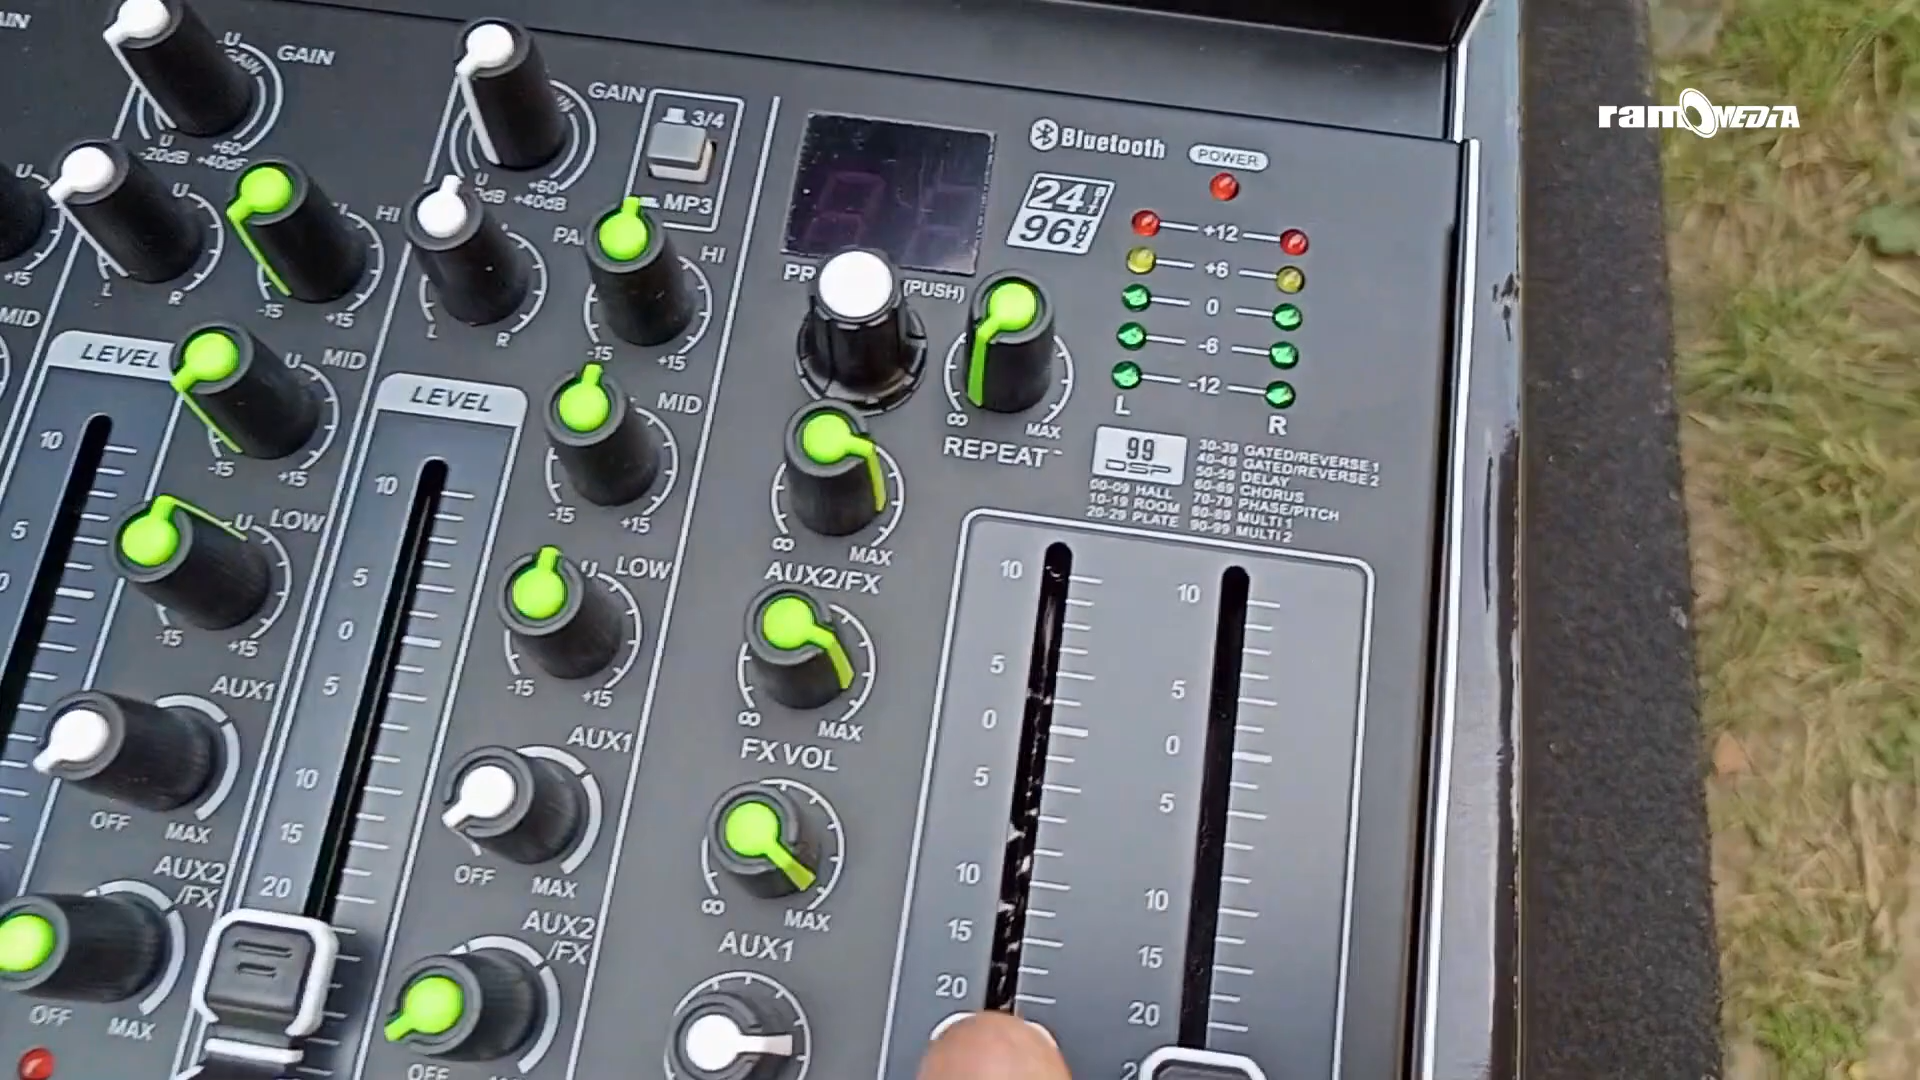 GAIN
GAIN
3/4
MP3
Bluetooth
POWER
ramomedia
24 BIT
96
+12
+6
0
-6
-12
L
R
(PUSH)
REPEAT
∞
MAX
99
DSP
00-09 HALL
10-19 ROOM
20-29 PLATE
30-39 GATED/REVERSE 1
40-49 GATED/REVERSE 2
50-59 DELAY
60-69 CHORUS
70-79 PHASE/PITCH
80-89 MULTI 1
90-99 MULTI 2
U
-20dB
+60
+40dB
U
+60
+40dB
HI
-15
+15
L
R
HI
-15
+15
L
R
MID
LEVEL
U
MID
-15
+15
LEVEL
MID
-15
+15
U
LOW
-15
+15
U
LOW
-15
+15
AUX1
OFF
MAX
AUX1
OFF
MAX
AUX2
/FX
OFF
MAX
AUX2
/FX
OFF
∞
MAX
AUX2/FX
∞
MAX
FX VOL
∞
MAX
AUX1
10
5
10
5
0
5
10
15
20
10
5
0
5
10
15
20
10
5
0
5
10
15
20